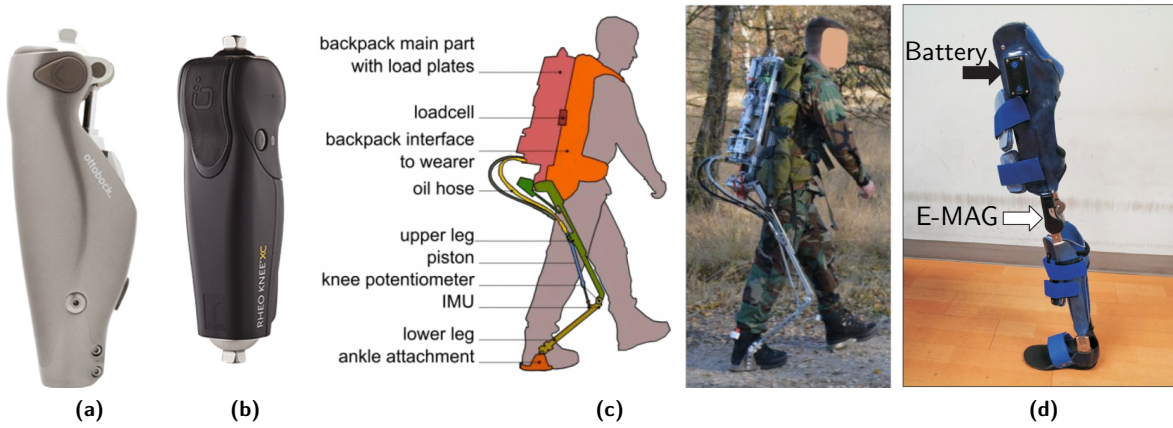 ottobock.
RHEO KNEE XC
backpack main part
with load plates
loadcell
backpack interface
to wearer
oil hose
upper leg
piston
knee potentiometer
IMU
lower leg
ankle attachment
Battery
E-MAG
(a)
(b)
(c)
(d)